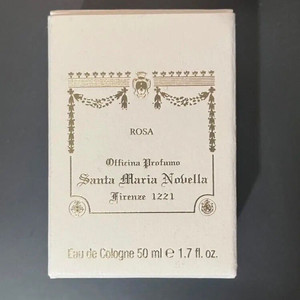 ROSA
Officina Profumo
Santa Maria Novella
Firenze 1221
Eau de Cologne 50 ml ℮ 1.7 fl. oz.